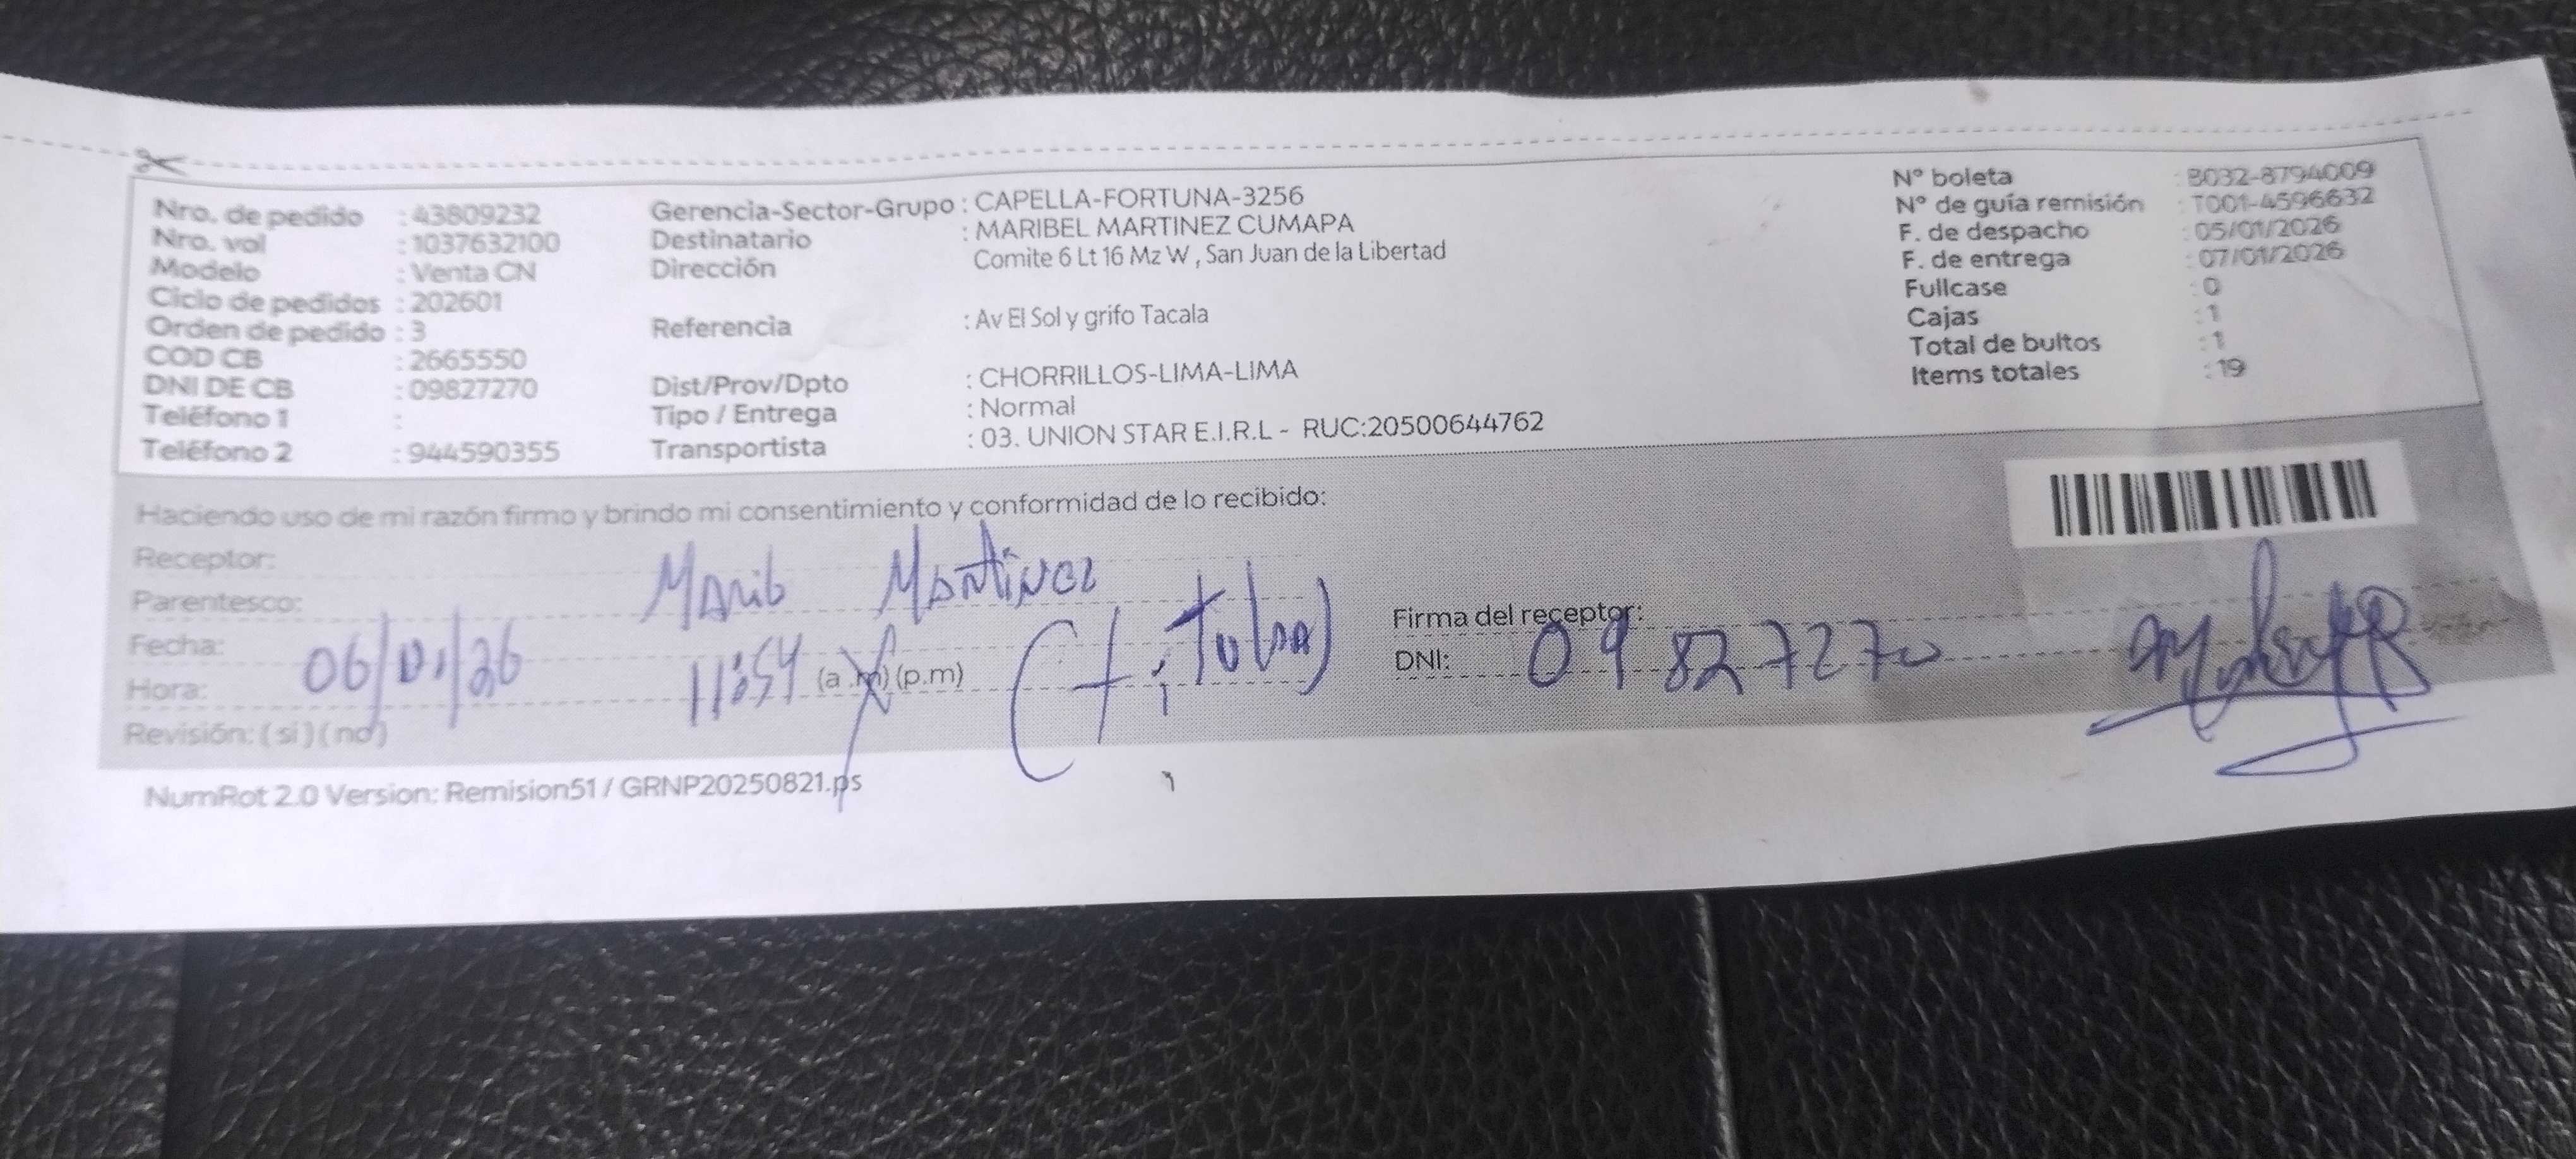 Nro. de pedido : 43809232
Nro. vol : 1037632100
Modelo : Venta CN
Ciclo de pedidos : 202601
Orden de pedido : 3
COD CB : 2665550
DNI DE CB : 09827270
Teléfono 1 :
Teléfono 2 : 944590355
Gerencia-Sector-Grupo : CAPELLA-FORTUNA-3256
Destinatario : MARIBEL MARTINEZ CUMAPA
Dirección Comite 6 Lt 16 Mz W , San Juan de la Libertad
Referencia : Av El Sol y grifo Tacala
Dist/Prov/Dpto : CHORRILLOS-LIMA-LIMA
Tipo / Entrega : Normal
Transportista : 03. UNION STAR E.I.R.L - RUC:20500644762
N° boleta : B032-8794009
N° de guía remisión : T001-4596632
F. de despacho : 05/01/2026
F. de entrega : 07/01/2026
Fullcase : 0
Cajas : 1
Total de bultos : 1
Items totales : 19
Haciendo uso de mi razón firmo y brindo mi consentimiento y conformidad de lo recibido:
Receptor: Marib Martinez
Parentesco: (titular)
Fecha: 06/01/26
Hora: 11:54 (a.m) (p.m)
Revisión: ( si ) ( no )
Firma del receptor:
DNI: 09827270
NumRot 2.0 Version: Remision51 / GRNP20250821.ps